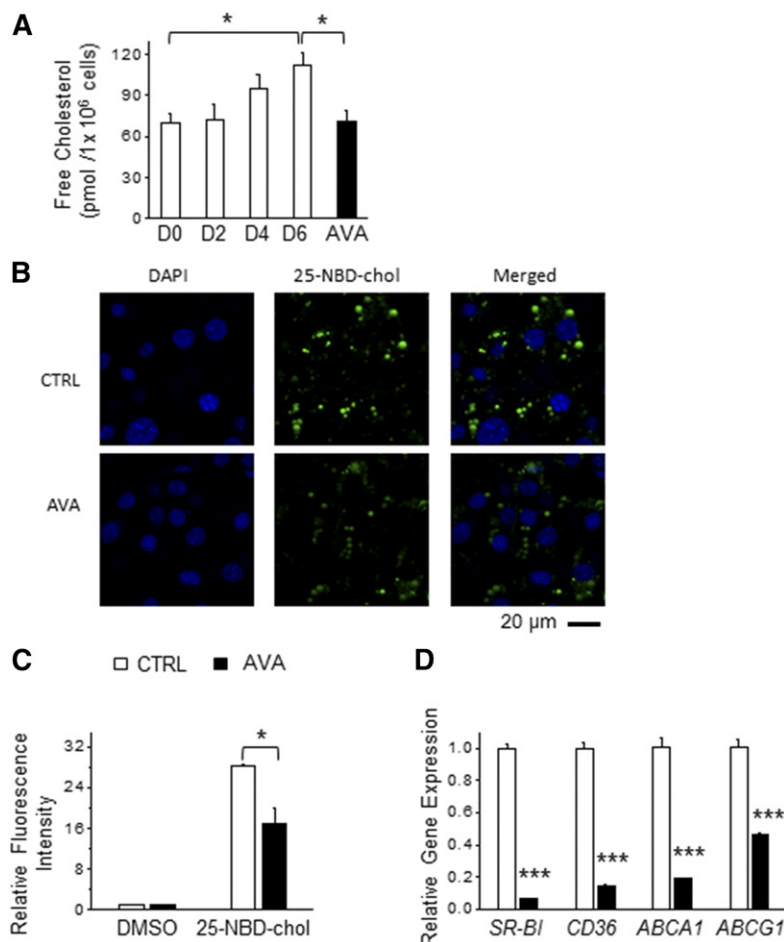 A
Free Cholesterol
(pmol /1x 10⁶ cells)
120
90
60
30
0
*
*
D0 D2 D4 D6 AVA
B
DAPI 25-NBD-chol Merged
CTRL
AVA
20 µm
C
CTRL AVA
Relative Fluorescence
Intensity
32
24
16
8
0
*
DMSO 25-NBD-chol
D
Relative Gene Expression
1.0
0.8
0.6
0.4
0.2
0.0
*** *** *** ***
SR-BI CD36 ABCA1 ABCG1